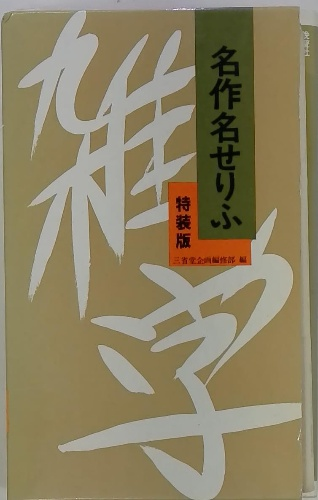 雑学
名作名せりふ
特装版
三省堂企画編修部 編